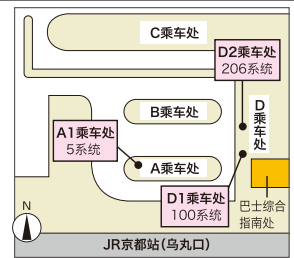 C乘车处
D2乘车处
206系统
D乘车处
B乘车处
A1乘车处
5系统
A乘车处
D1乘车处
100系统
巴士综合
指南处
N
JR京都站（乌丸口）